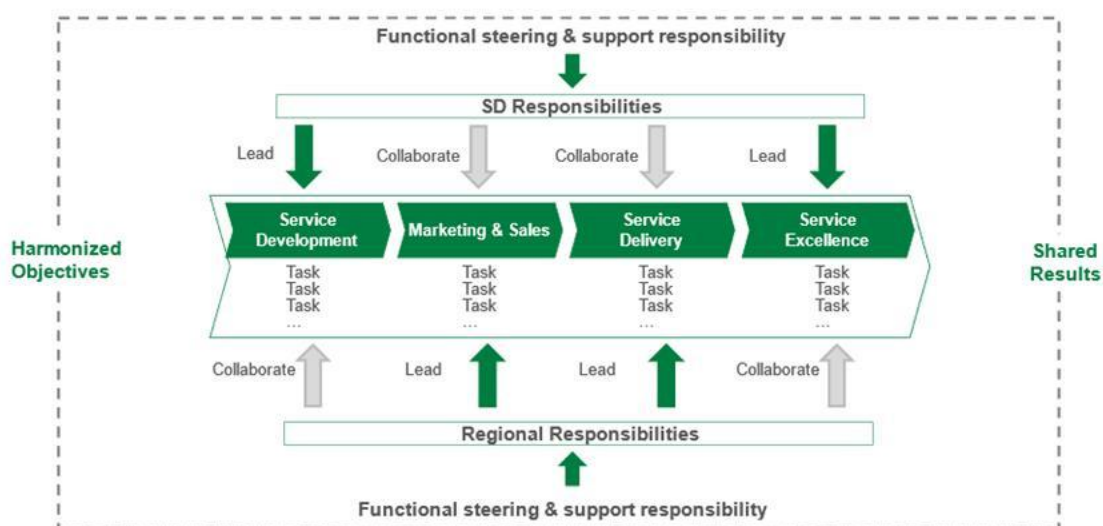 Functional steering & support responsibility
SD Responsibilities
Lead
Collaborate
Collaborate
Lead
Harmonized
Objectives
Service
Development
Marketing & Sales
Service
Delivery
Service
Excellence
Shared
Results
Task
Task
Task
...
Task
Task
Task
...
Task
Task
Task
...
Task
Task
Task
...
Collaborate
Lead
Lead
Collaborate
Regional Responsibilities
Functional steering & support responsibility